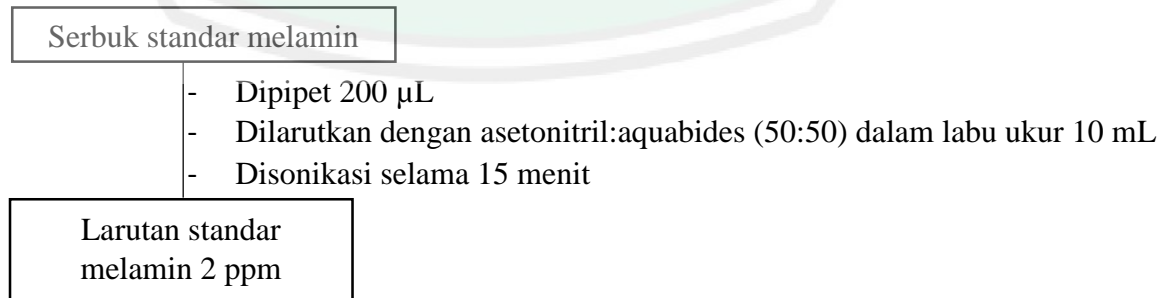 Serbuk standar melamin
- Dipipet 200 µL
- Dilarutkan dengan asetonitril:aquabides (50:50) dalam labu ukur 10 mL
- Disonikasi selama 15 menit
Larutan standar
melamin 2 ppm